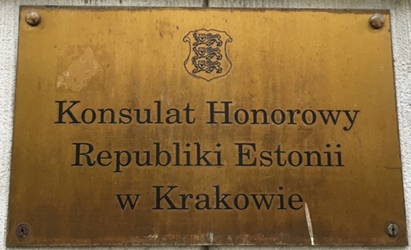 Konsulat Honorowy
Republiki Estonii
w Krakowie